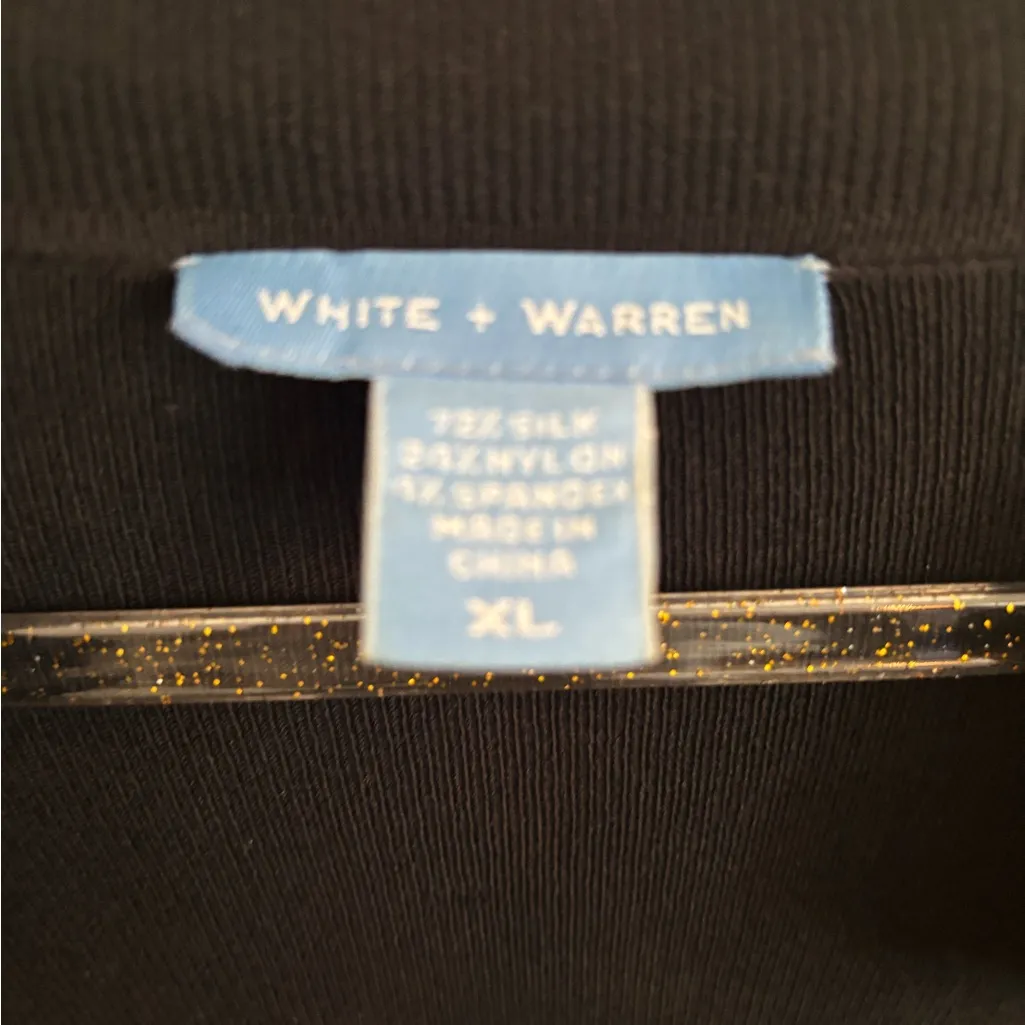 WHITE + WARREN
72% SILK
24% NYLON
4% SPANDEX
MADE IN
CHINA
XL